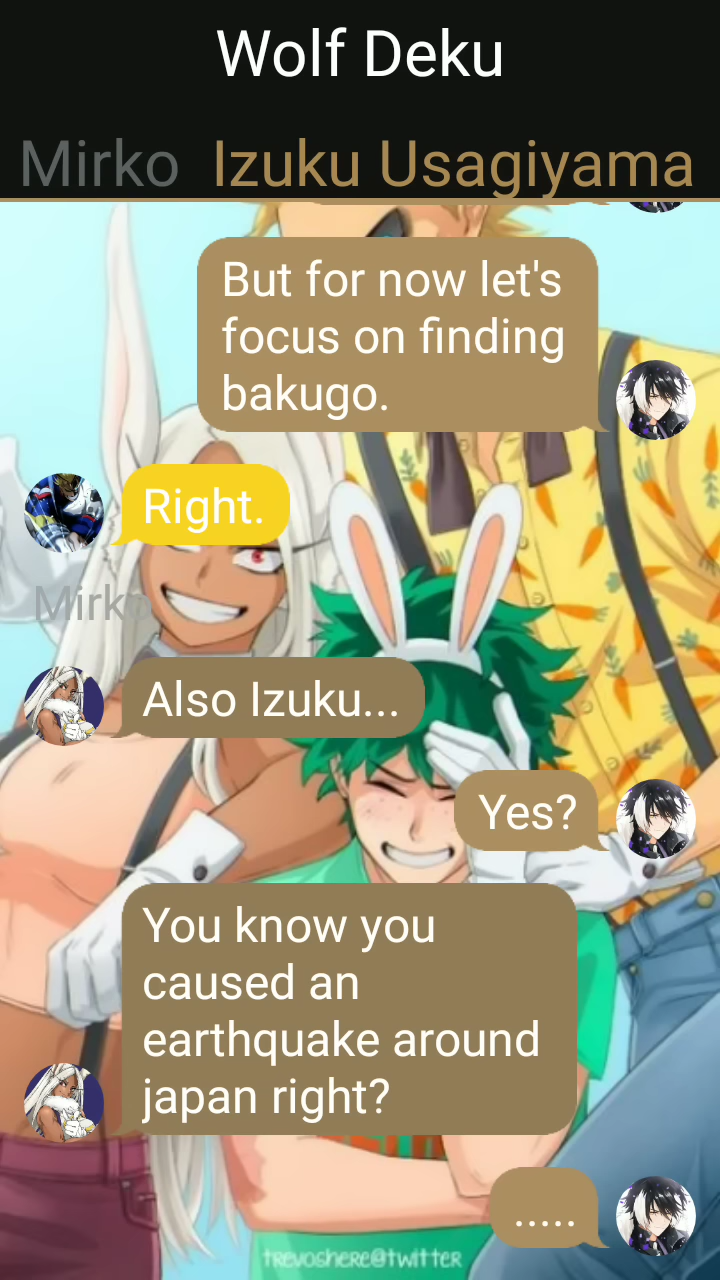 Wolf Deku
Mirko Izuku Usagiyama
But for now let's
focus on finding
bakugo.
Right.
Mirko
Also Izuku...
Yes?
You know you
caused an
earthquake around
japan right?
.....
trevoshere@twitter